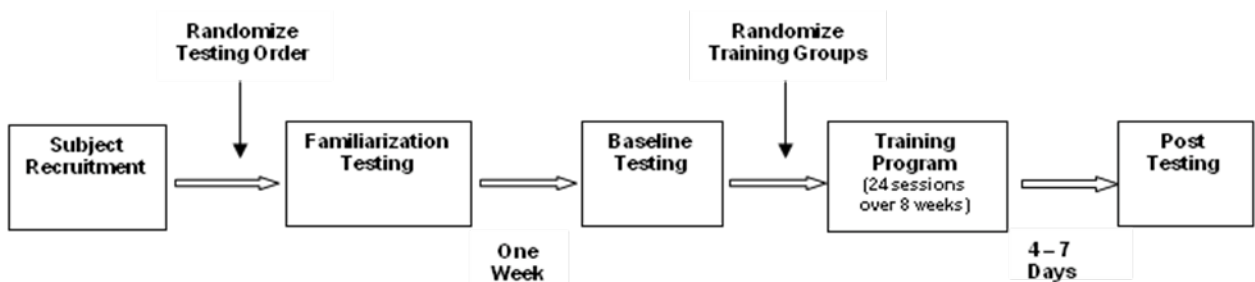 Randomize
Testing Order
Randomize
Training Groups
Subject
Recruitment
Familiarization
Testing
Baseline
Testing
Training
Program
(24 sessions
over 8 weeks)
Post
Testing
One
Week
4 – 7
Days